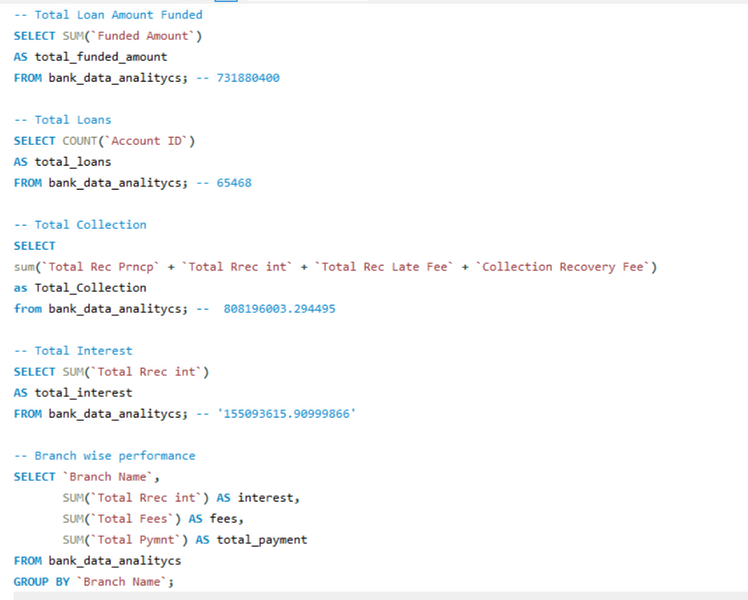 -- Total Loan Amount Funded
SELECT SUM(`Funded Amount`)
AS total_funded_amount
FROM bank_data_analitycs; -- 731880400
-- Total Loans
SELECT COUNT(`Account ID`)
AS total_loans
FROM bank_data_analitycs; -- 65468
-- Total Collection
SELECT
sum(`Total Rec Prncp` + `Total Rrec int` + `Total Rec Late Fee` + `Collection Recovery Fee`)
as Total_Collection
from bank_data_analitycs; --  808196003.294495
-- Total Interest
SELECT SUM(`Total Rrec int`)
AS total_interest
FROM bank_data_analitycs; -- '155093615.90999866'
-- Branch wise performance
SELECT `Branch Name`,
       SUM(`Total Rrec int`) AS interest,
       SUM(`Total Fees`) AS fees,
       SUM(`Total Pymnt`) AS total_payment
FROM bank_data_analitycs
GROUP BY `Branch Name`;